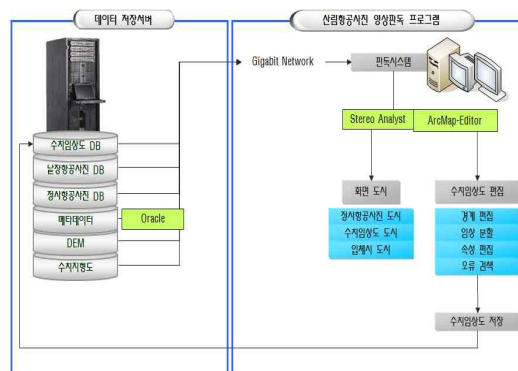 데이터 저장서버
산림항공사진 영상판독 프로그램
수치임상도 DB
낱장항공사진 DB
정사항공사진 DB
메타데이터
DEM
수치지형도
Oracle
Gigabit Network
판독시스템
Stereo Analyst
ArcMap-Editor
화면 도시
정사항공사진 도시
수치임상도 도시
입체시 도시
수치임상도 편집
경계 편집
임상 분할
속성 편집
오류 검색
수치임상도 저장